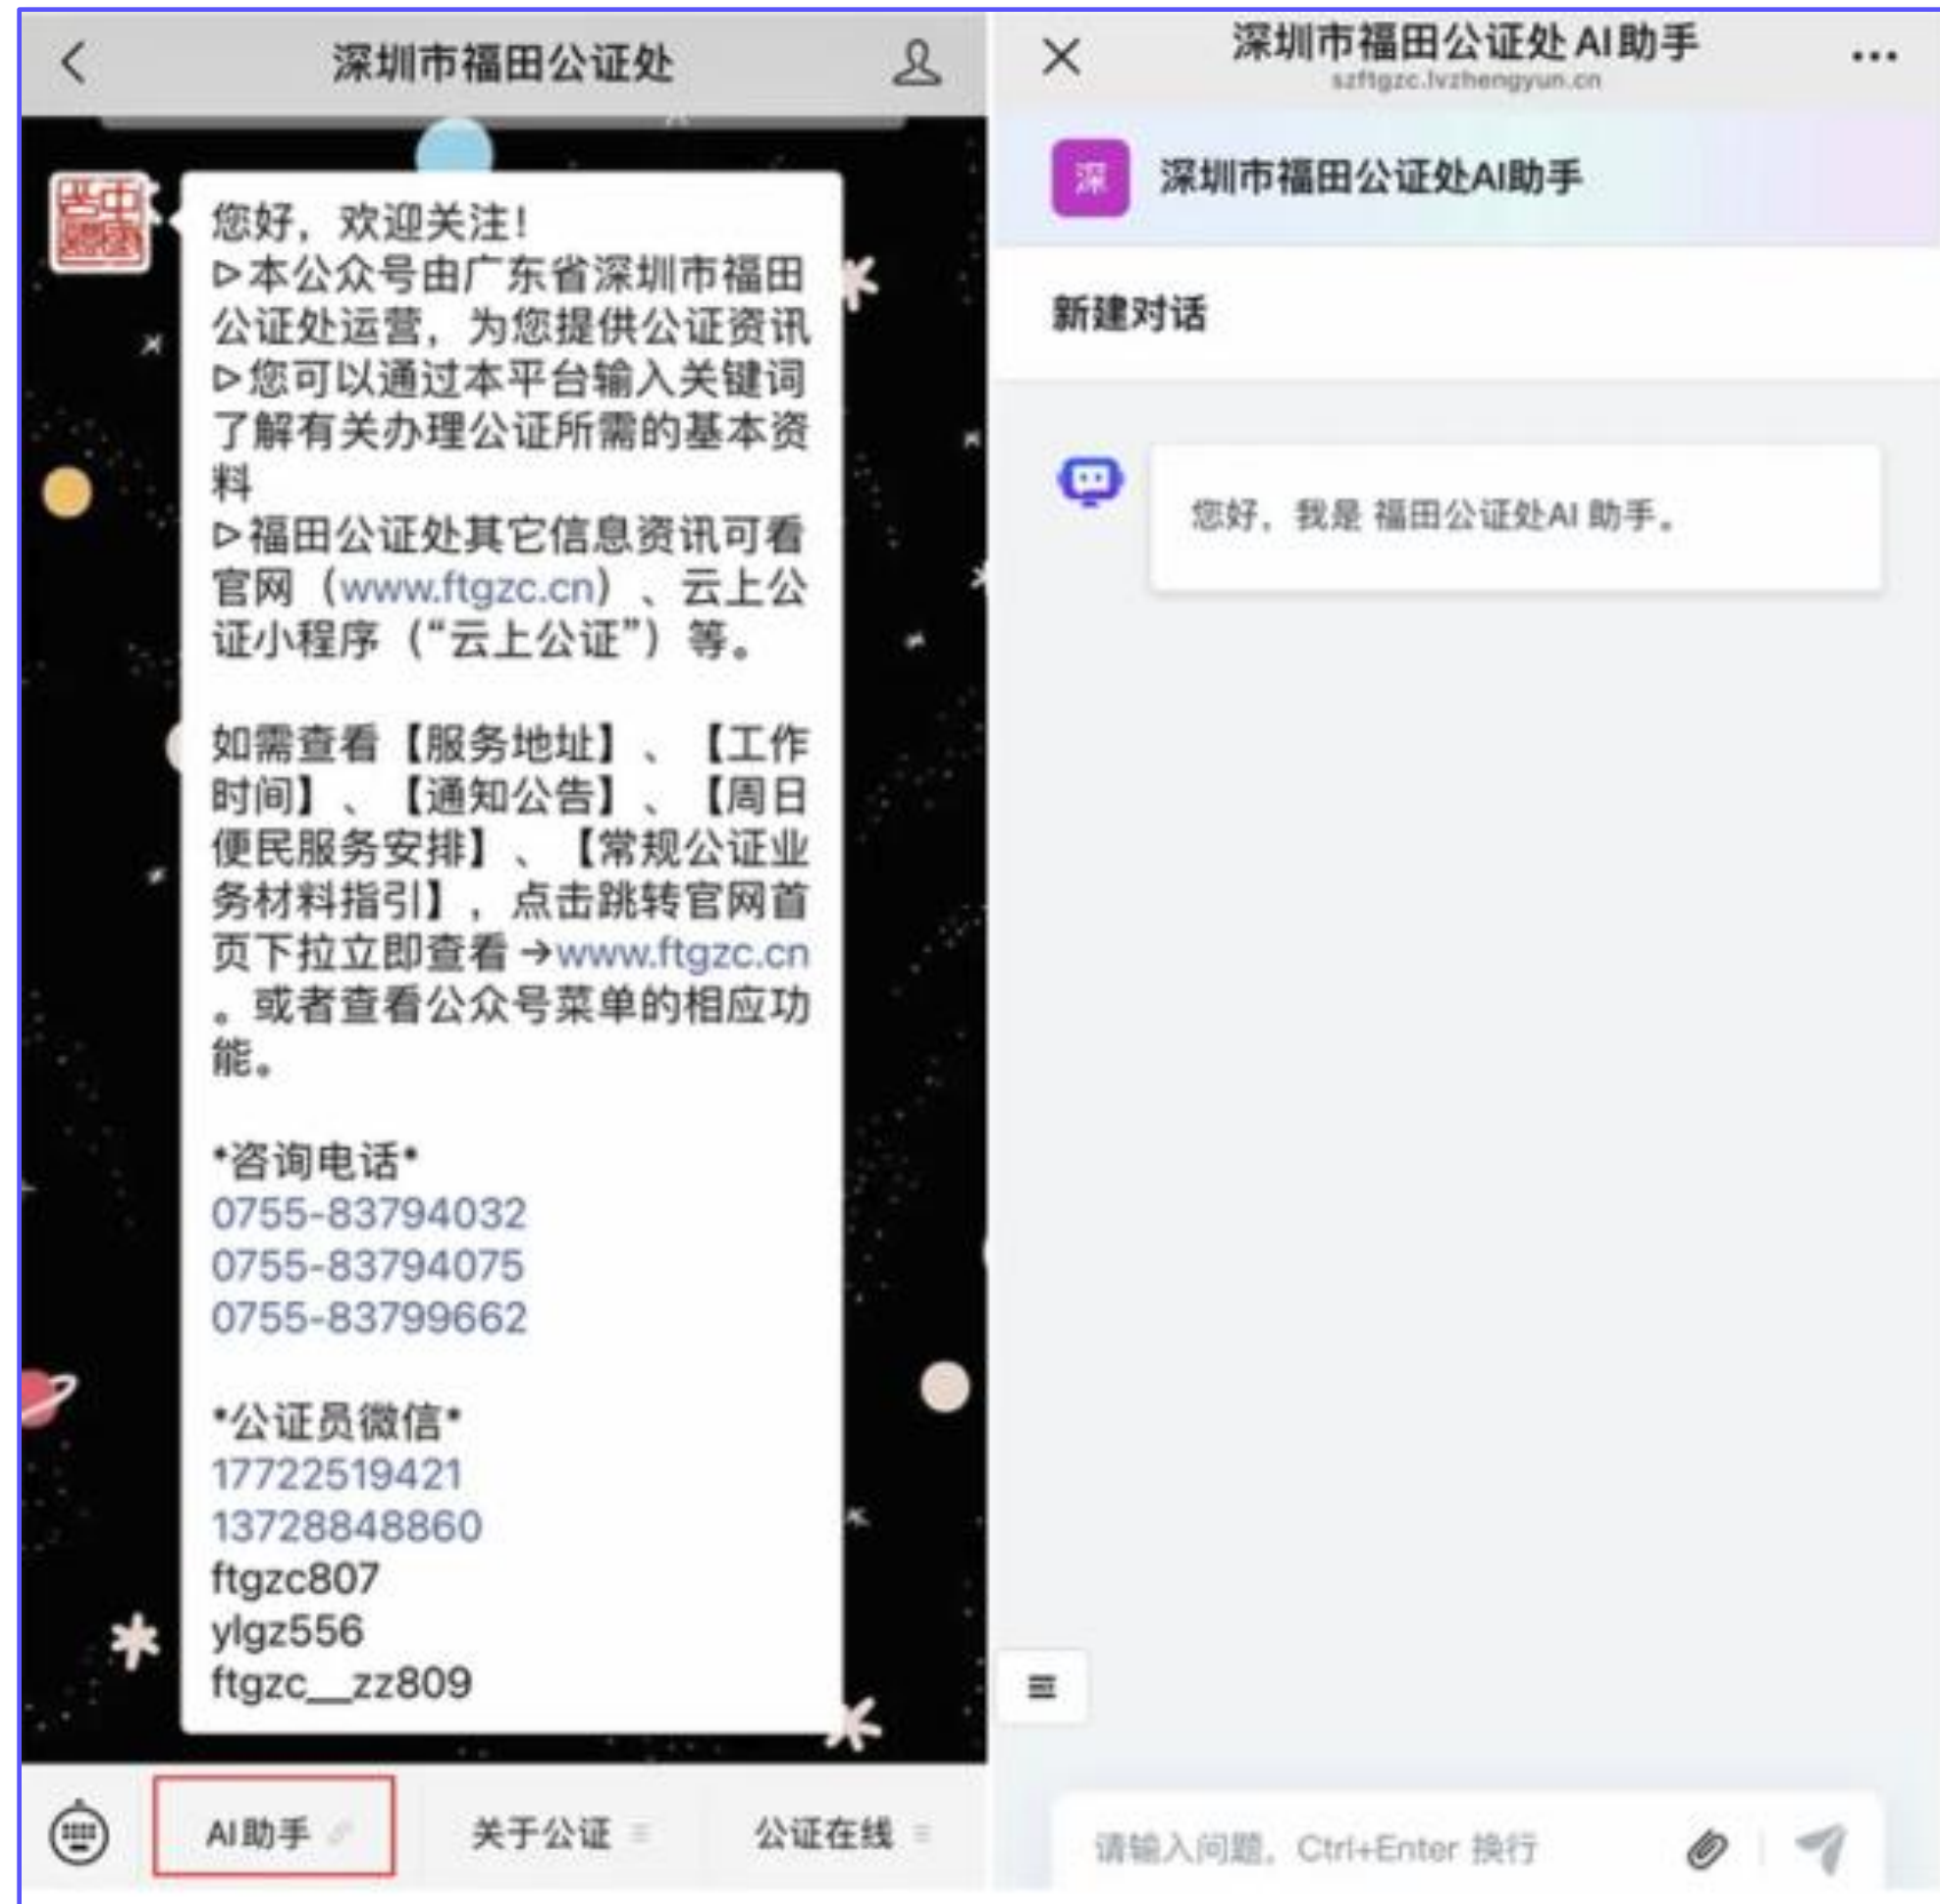 深圳市福田公证处
您好，欢迎关注！
▷本公众号由广东省深圳市福田
公证处运营，为您提供公证资讯
▷您可以通过本平台输入关键词
了解有关办理公证所需的基本资
料
▷福田公证处其它信息资讯可看
官网（www.ftgzc.cn）、云上公
证小程序（“云上公证”）等。
如需查看【服务地址】、【工作
时间】、【通知公告】、【周日
便民服务安排】、【常规公证业
务材料指引】，点击跳转官网首
页下拉立即查看→www.ftgzc.cn
。或者查看公众号菜单的相应功
能。
*咨询电话*
0755-83794032
0755-83794075
0755-83799662
*公证员微信*
17722519421
13728848860
ftgzc807
ylgz556
ftgzc__zz809
AI助手
关于公证
公证在线
深圳市福田公证处AI助手
szftgzc.lvzhengyun.cn
深
深圳市福田公证处AI助手
新建对话
您好，我是 福田公证处AI 助手。
请输入问题，Ctrl+Enter 换行